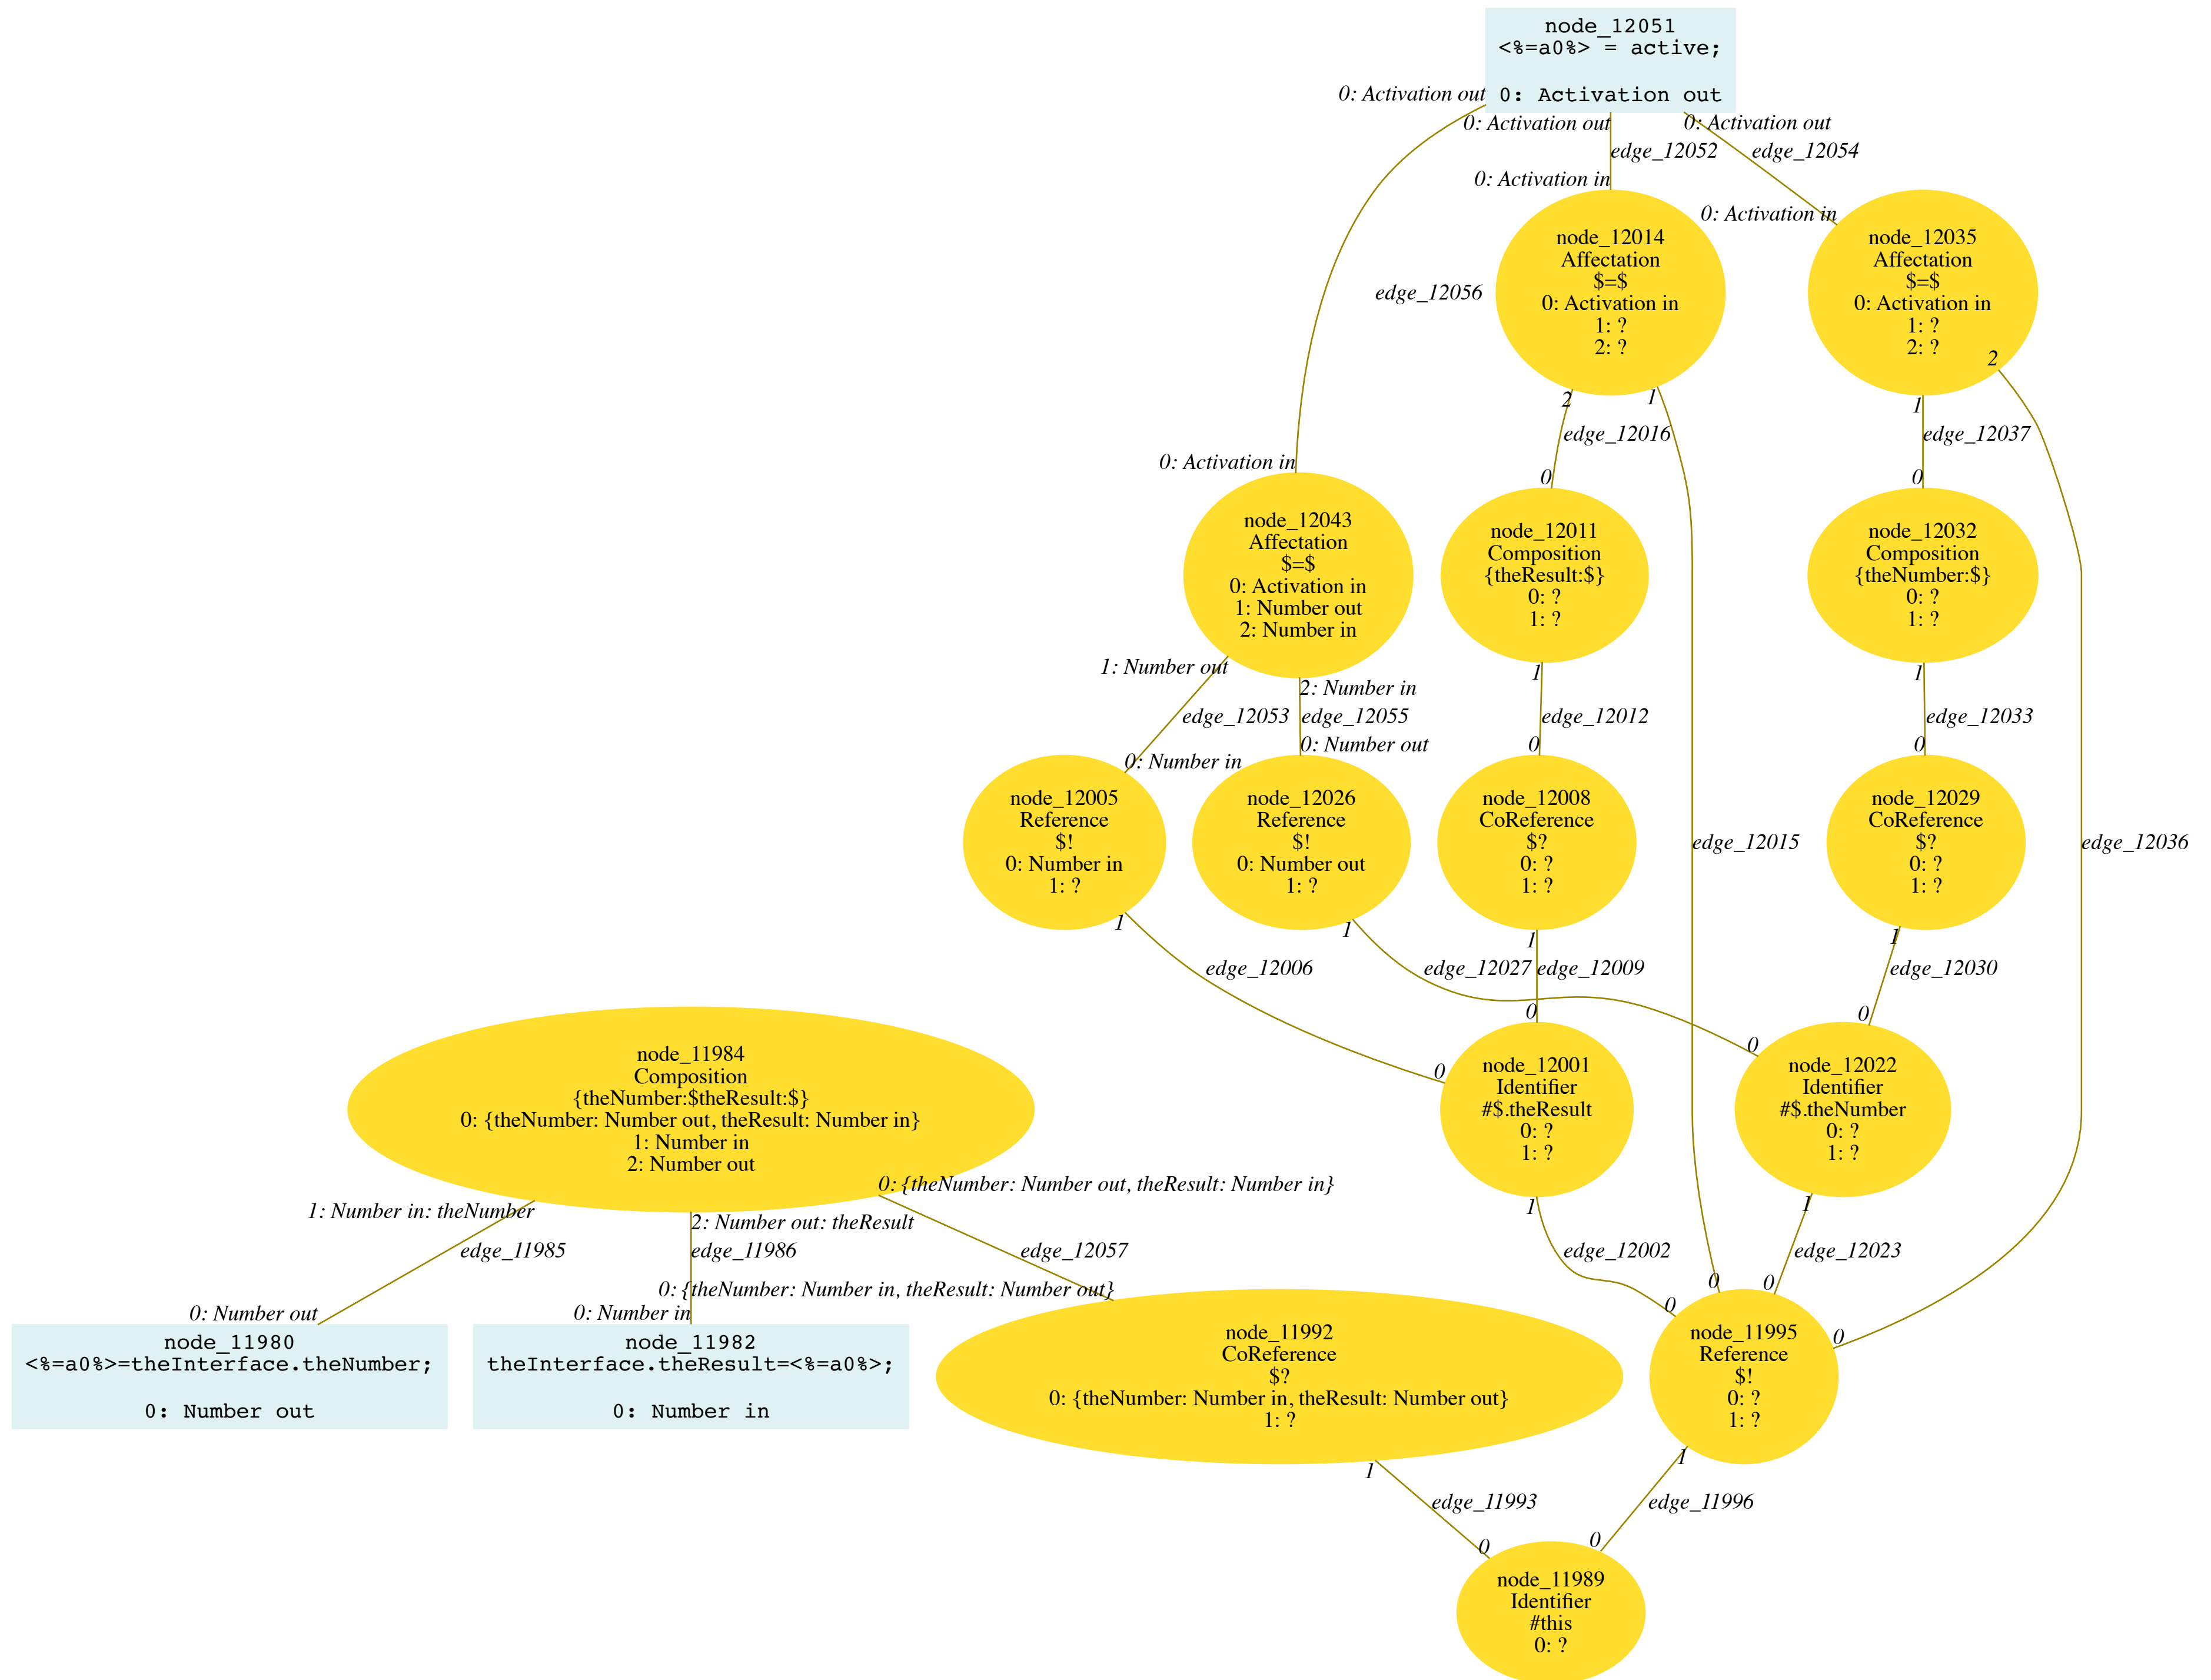 node_12051
<%=a0%> = active;
0: Activation out
0: Activation out
0: Activation out
0: Activation out
edge_12052
edge_12054
0: Activation in
0: Activation in
node_12014
Affectation
$=$
0: Activation in
1: ?
2: ?
node_12035
Affectation
$=$
0: Activation in
1: ?
2: ?
edge_12056
2
2
1
1
edge_12016
edge_12037
0: Activation in
0
0
node_12043
Affectation
$=$
0: Activation in
1: Number out
2: Number in
node_12011
Composition
{theResult:$}
0: ?
1: ?
node_12032
Composition
{theNumber:$}
0: ?
1: ?
1: Number out
2: Number in
1
1
edge_12053
edge_12055
edge_12012
edge_12033
0: Number in
0: Number out
0
0
node_12005
Reference
$!
0: Number in
1: ?
node_12026
Reference
$!
0: Number out
1: ?
node_12008
CoReference
$?
0: ?
1: ?
edge_12015
node_12029
CoReference
$?
0: ?
1: ?
edge_12036
1
1
1
1
edge_12006
edge_12027
edge_12009
edge_12030
0
0
0
0
node_11984
Composition
{theNumber:$theResult:$}
0: {theNumber: Number out, theResult: Number in}
1: Number in
2: Number out
node_12001
Identifier
#$.theResult
0: ?
1: ?
node_12022
Identifier
#$.theNumber
0: ?
1: ?
0: {theNumber: Number out, theResult: Number in}
1: Number in: theNumber
2: Number out: theResult
1
1
edge_11985
edge_11986
edge_12057
edge_12002
edge_12023
0: {theNumber: Number in, theResult: Number out}
0: Number out
0: Number in
0
0
0
0
node_11980
<%=a0%>=theInterface.theNumber;
0: Number out
node_11982
theInterface.theResult=<%=a0%>;
0: Number in
node_11992
CoReference
$?
0: {theNumber: Number in, theResult: Number out}
1: ?
node_11995
Reference
$!
0: ?
1: ?
1
1
edge_11993
edge_11996
0
0
node_11989
Identifier
#this
0: ?